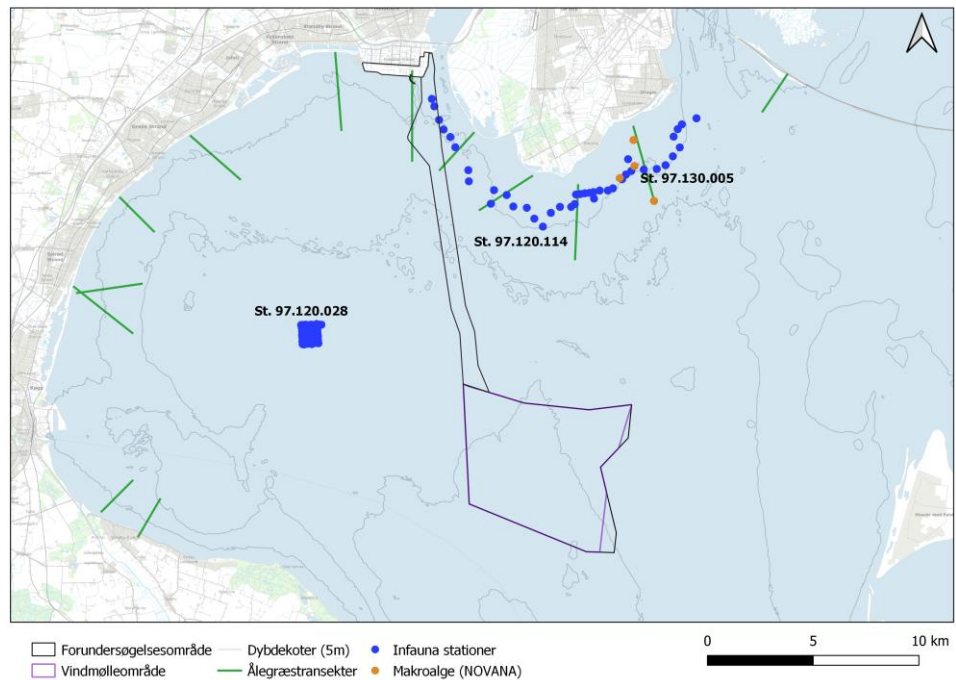 St. 97.130.005
St. 97.120.114
St. 97.120.028
Køge
Forundersøgelsesområde
Dybdekoter (5m)
Infauna stationer
Vindmølleområde
Ålegræstransekter
Makroalge (NOVANA)
0 5 10 km